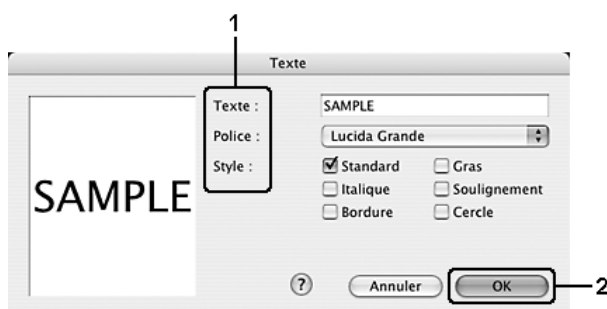 1
Texte
Texte : SAMPLE
Police : Lucida Grande
Style : Standard Gras
Italique Soulignement
Bordure Cercle
SAMPLE
? Annuler OK 2